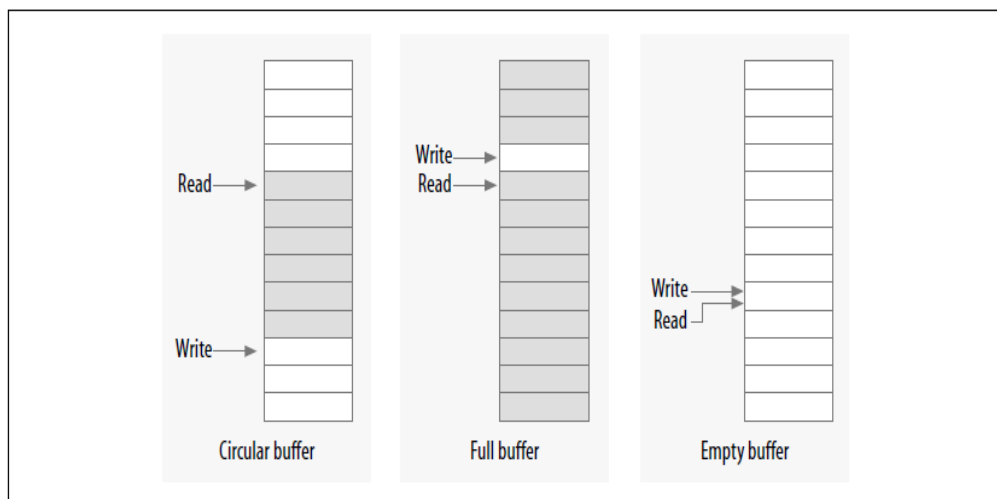 Read
Write
Circular buffer
Write
Read
Full buffer
Write
Read
Empty buffer